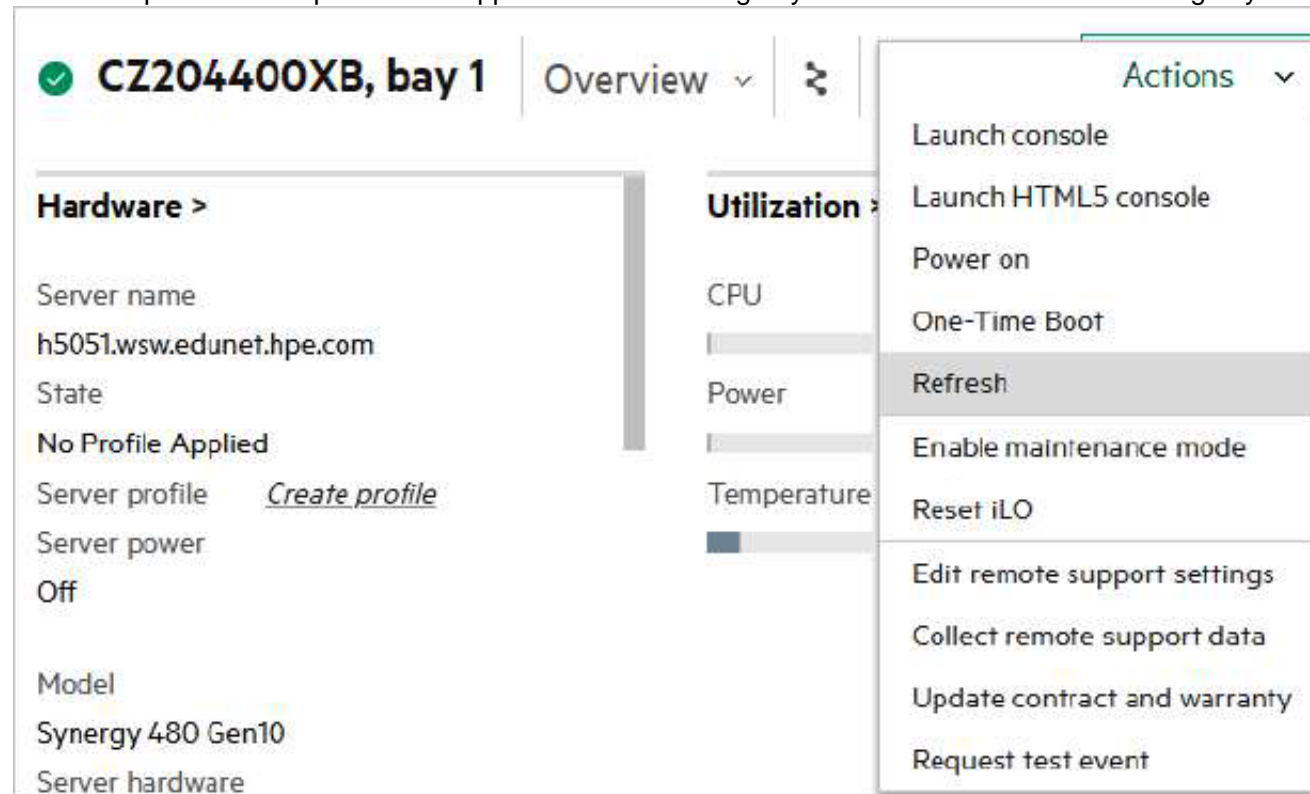 CZ204400XB, bay 1
Overview
Actions
Hardware >
Server name
h5051.wsw.edunet.hpe.com
State
No Profile Applied
Server profile Create profile
Server power
Off
Model
Synergy 480 Gen10
Server hardware
Utilization >
CPU
Power
Temperature
Launch console
Launch HTML5 console
Power on
One-Time Boot
Refresh
Enable maintenance mode
Reset iLO
Edit remote support settings
Collect remote support data
Update contract and warranty
Request test event